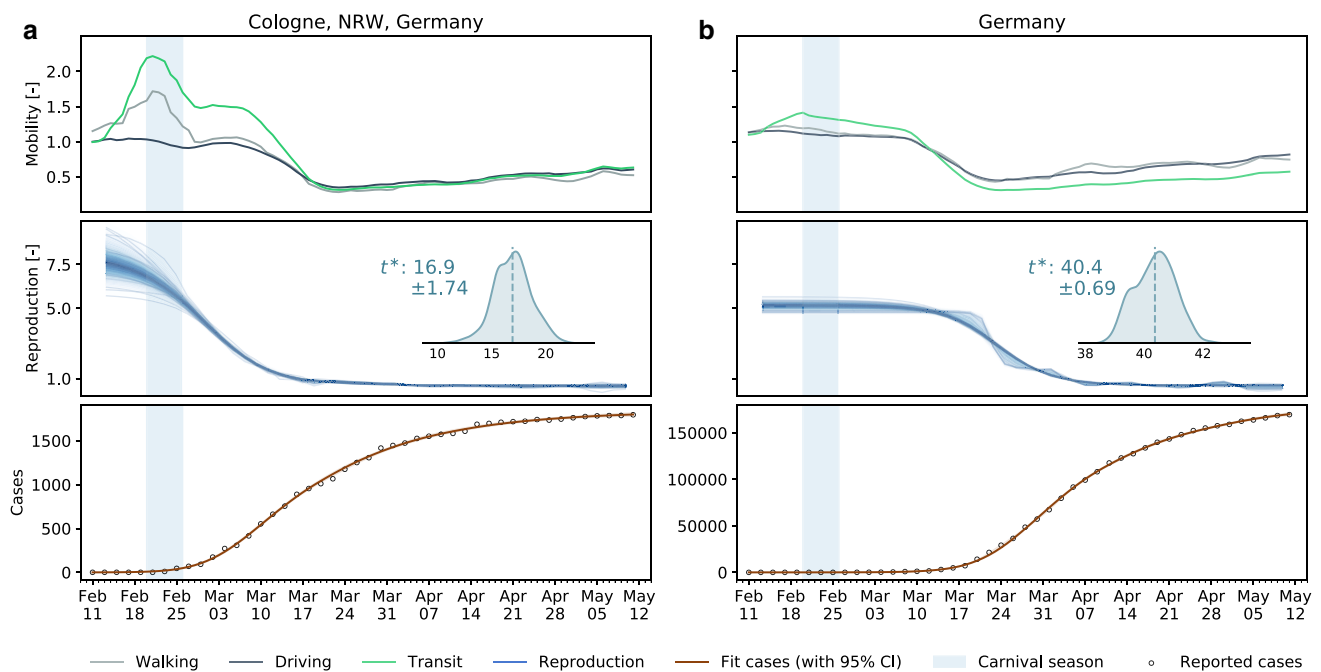 a
Cologne, NRW, Germany
Mobility [-]
2.0
1.5
1.0
0.5
Reproduction [-]
7.5
5.0
1.0
t*: 16.9
±1.74
10 15 20
Cases
1500
1000
500
0
Feb Feb Feb Mar Mar Mar Mar Mar Apr Apr Apr Apr May May
11 18 25 03 10 17 24 31 07 14 21 28 05 12
b
Germany
t*: 40.4
±0.69
38 40 42
150000
100000
50000
0
Feb Feb Feb Mar Mar Mar Mar Mar Apr Apr Apr Apr May May
11 18 25 03 10 17 24 31 07 14 21 28 05 12
Walking Driving Transit Reproduction Fit cases (with 95% CI) Carnival season Reported cases